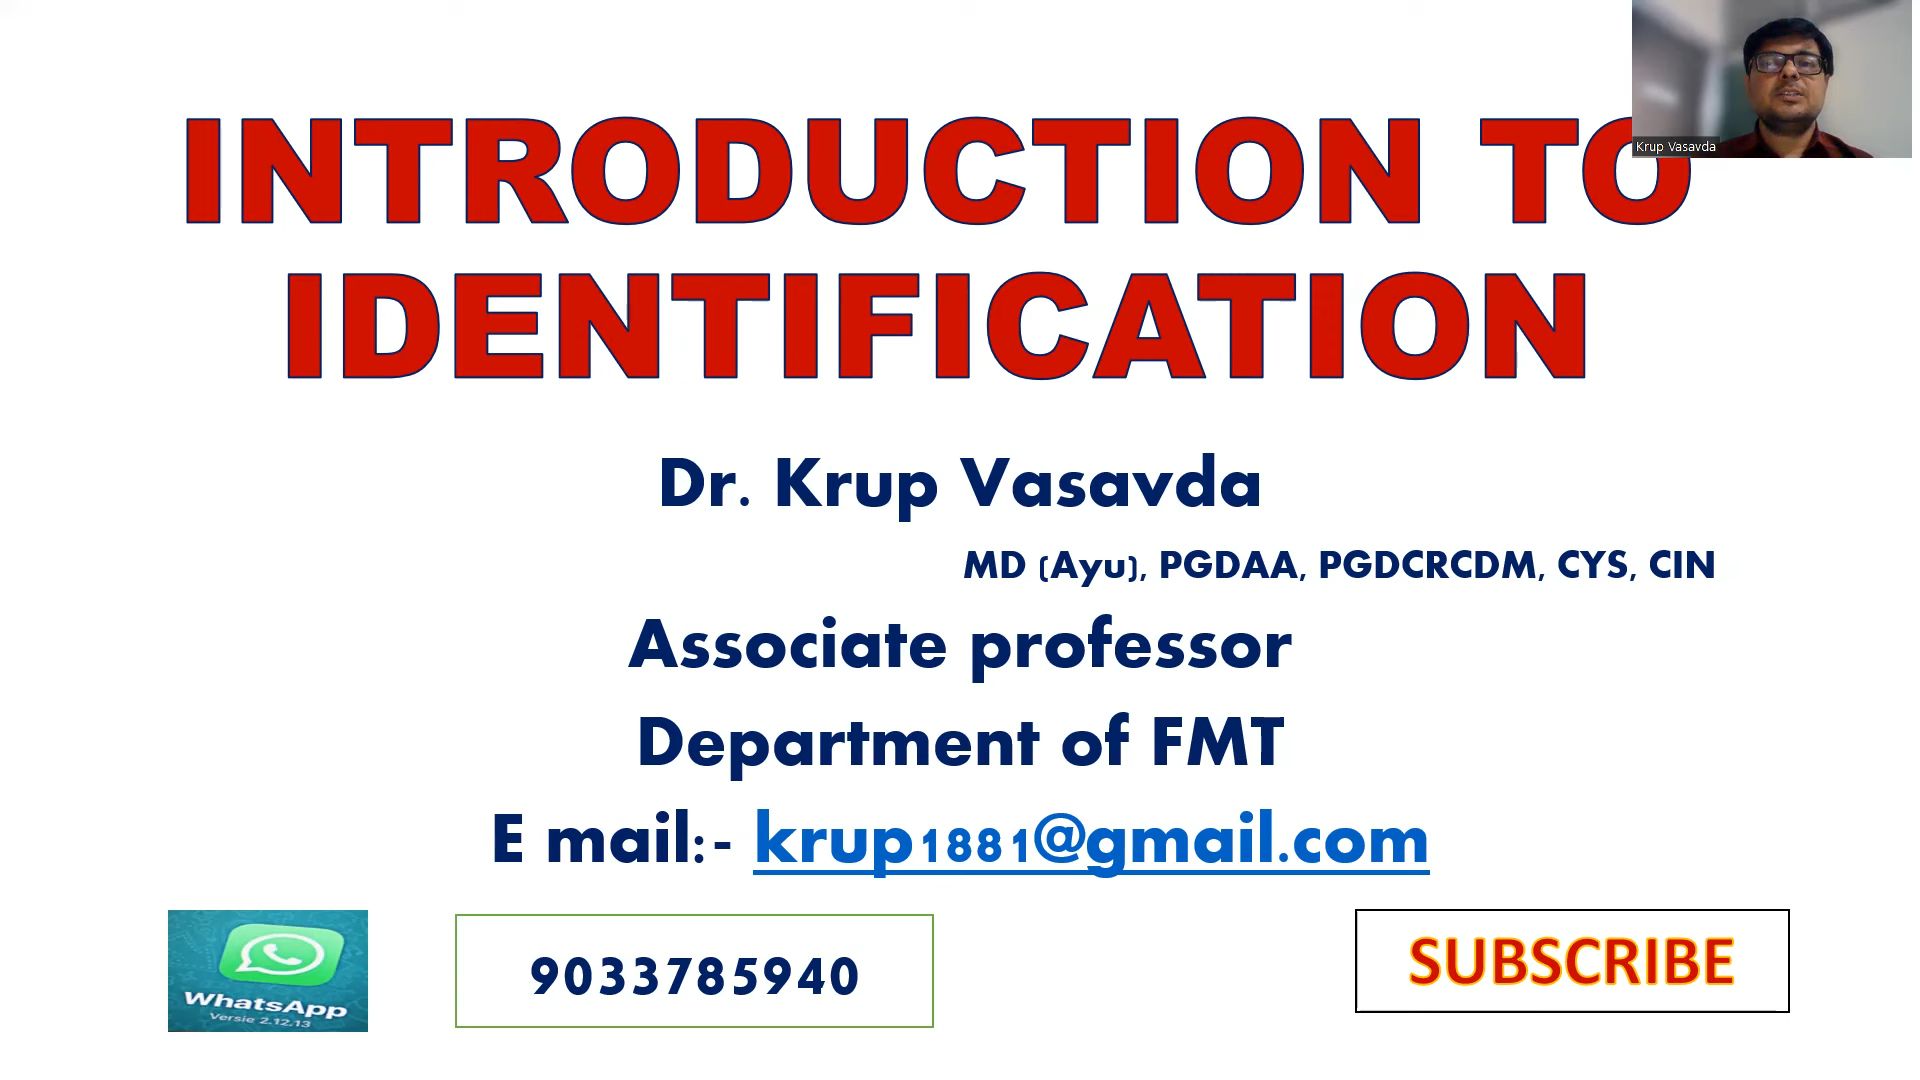 INTRODUCTION TO
IDENTIFICATION
Krup Vasavda
Dr. Krup Vasavda
MD (Ayu), PGDAA, PGDCRCDM, CYS, CIN
Associate professor
Department of FMT
E mail:- krup1881@gmail.com
WhatsApp
Versie 2.12.13
9033785940
SUBSCRIBE